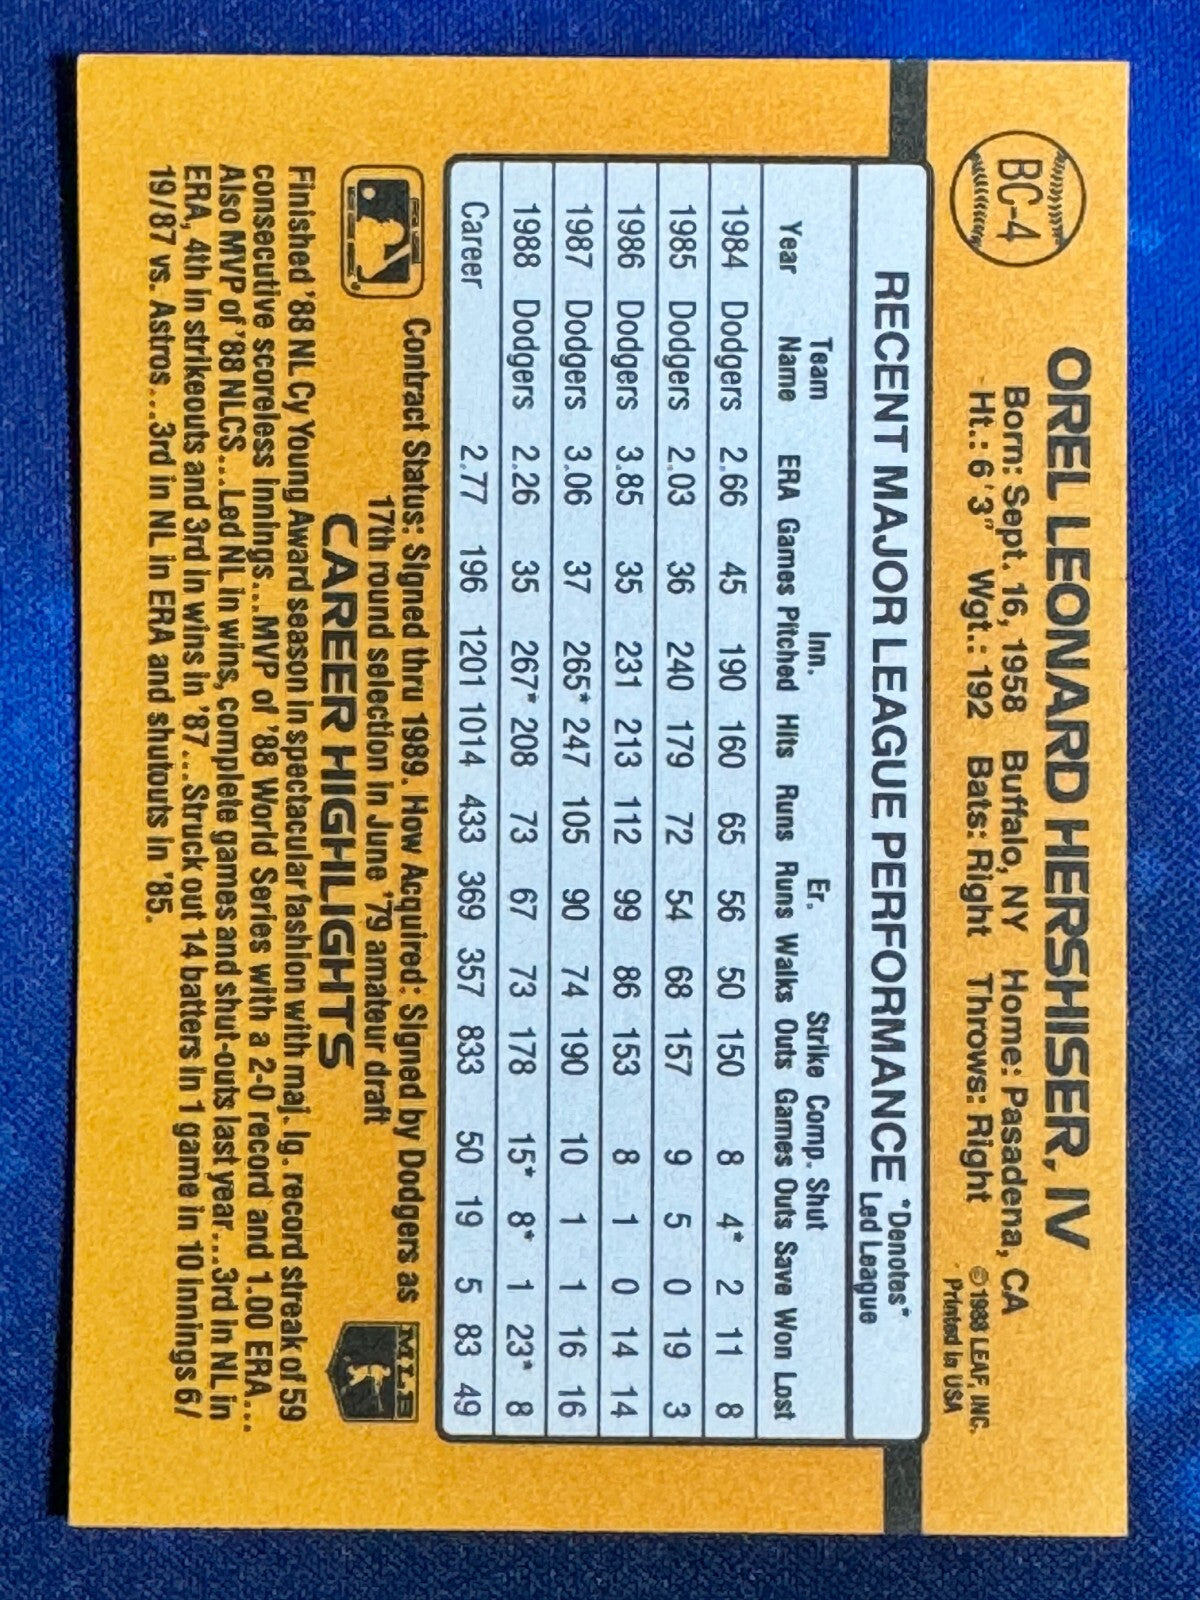 BC-4
OREL LEONARD HERSHISER, IV
Born: Sept. 16, 1958 Buffalo, NY Home: Pasadena, CA
Ht.: 6'3" Wgt.: 192 Bats: Right Throws: Right
© 1989 LEAF, INC.
Printed in USA
RECENT MAJOR LEAGUE PERFORMANCE *Denotes*
Led League
Team Inn. Er. Strike Comp. Shut
Year Name ERA Games Pitched Hits Runs Runs Walks Outs Games Outs Save Won Lost
1984 Dodgers 2.66 45 190 160 65 56 50 150 8 4* 2 11 8
1985 Dodgers 2.03 36 240 179 72 54 68 157 9 5 0 19 3
1986 Dodgers 3.85 35 231 213 112 99 86 153 8 1 0 14 14
1987 Dodgers 3.06 37 265* 247 105 90 74 190 10 1 1 16 16
1988 Dodgers 2.26 35 267* 208 73 67 73 178 15* 8* 1 23* 8
Career 2.77 196 1201 1014 433 369 357 833 50 19 5 83 49
Contract Status: Signed thru 1989. How Acquired: Signed by Dodgers as
17th round selection in June '79 amateur draft
MLB
CAREER HIGHLIGHTS
Finished '88 NL Cy Young Award season in spectacular fashion with maj. lg. record streak of 59
consecutive scoreless innings...MVP of '88 World Series with a 2-0 record and 1.00 ERA...
Also MVP of '88 NLCS...Led NL in wins, complete games and shut-outs last year...3rd in NL in
ERA, 4th in strikeouts and 3rd in wins in '87...Struck out 14 batters in 1 game in 10 innings 6/
19/87 vs. Astros...3rd in NL in ERA and shutouts in '85.